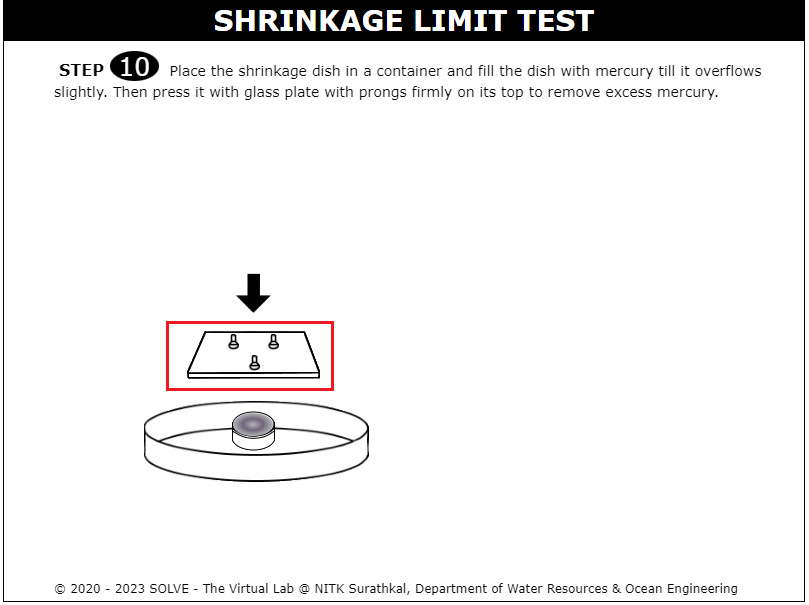 SHRINKAGE LIMIT TEST
STEP 10 Place the shrinkage dish in a container and fill the dish with mercury till it overflows
slightly. Then press it with glass plate with prongs firmly on its top to remove excess mercury.
© 2020 - 2023 SOLVE - The Virtual Lab @ NITK Surathkal, Department of Water Resources & Ocean Engineering